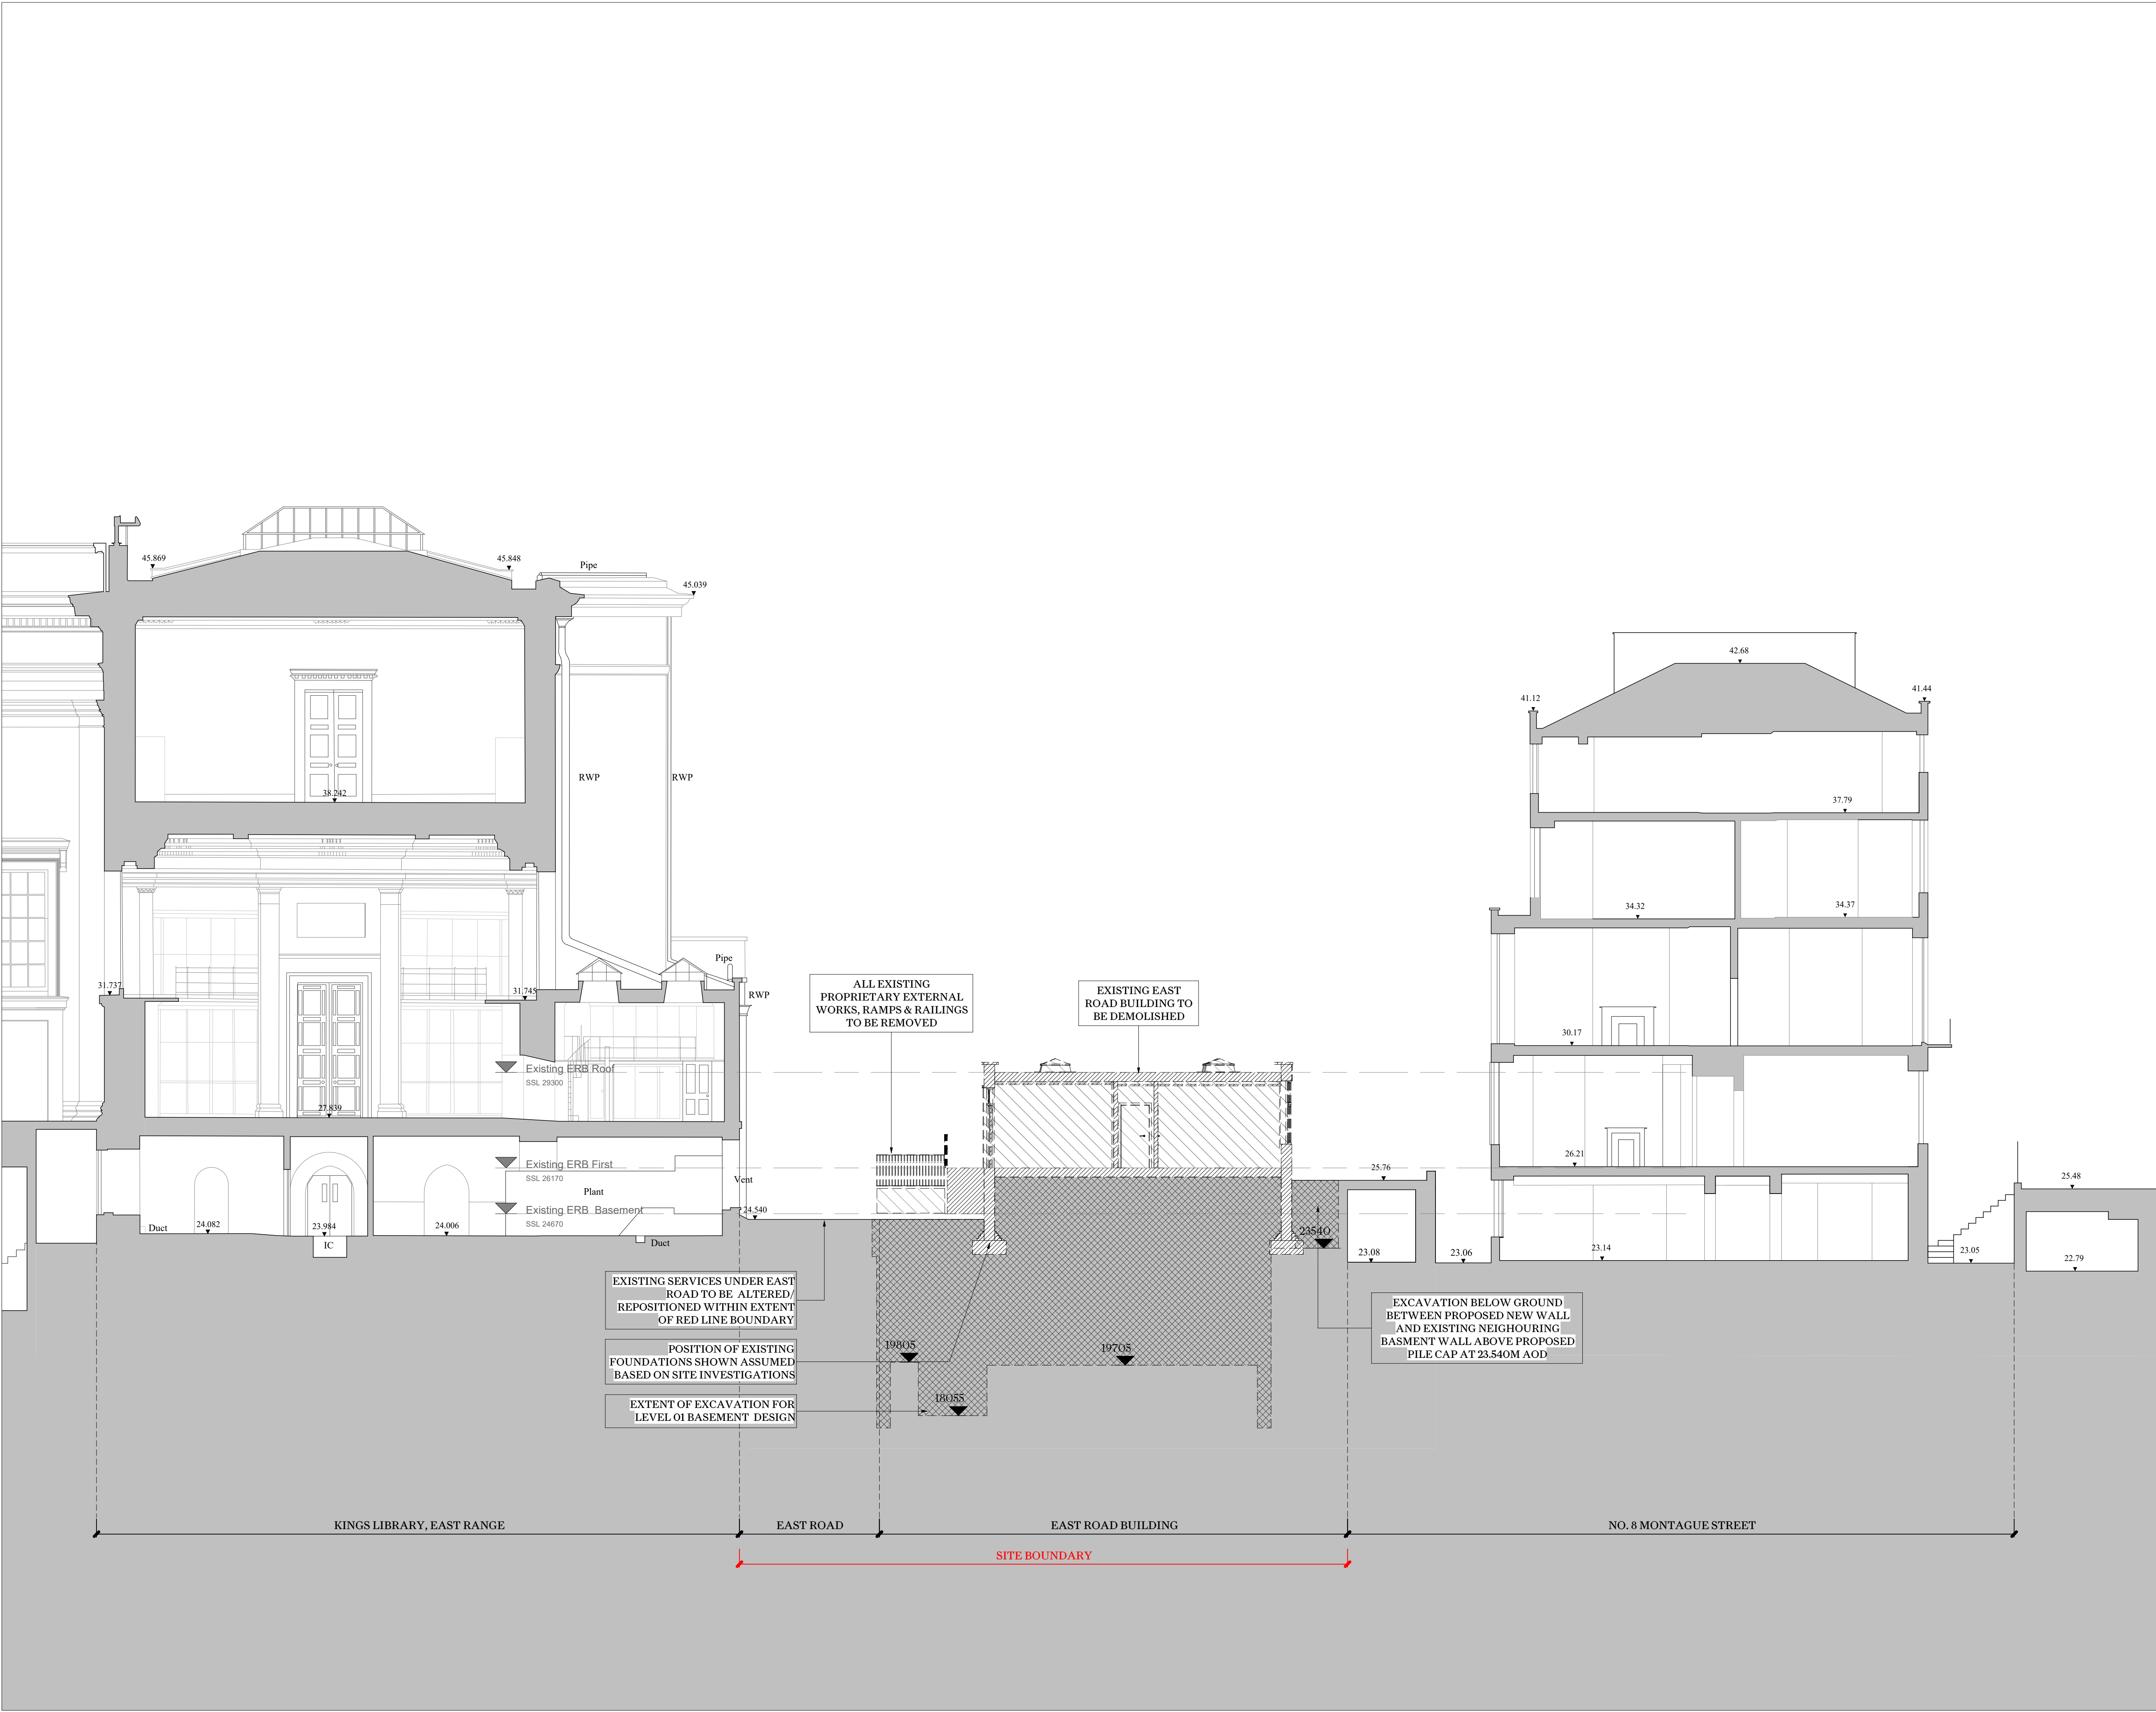 45.869
45.848
Pipe
45.039
42.68
41.12
41.44
RWP
RWP
38.242
37.79
34.32
34.37
Pipe
31.737
31.745
RWP
ALL EXISTING
PROPRIETARY EXTERNAL
WORKS, RAMPS & RAILINGS
TO BE REMOVED
EXISTING EAST
ROAD BUILDING TO
BE DEMOLISHED
30.17
Existing ERB Roof
SSL 29300
27.839
26.21
Existing ERB First
SSL 26170
25.76
25.48
Vent
Plant
Existing ERB Basement
SSL 24670
24.540
Duct
24.082
23.984
IC
24.006
Duct
23540
23.08
23.06
23.14
23.05
22.79
EXISTING SERVICES UNDER EAST
ROAD TO BE ALTERED/
REPOSITIONED WITHIN EXTENT
OF RED LINE BOUNDARY
EXCAVATION BELOW GROUND
BETWEEN PROPOSED NEW WALL
AND EXISTING NEIGHOURING
BASMENT WALL ABOVE PROPOSED
PILE CAP AT 23.540M AOD
POSITION OF EXISTING
FOUNDATIONS SHOWN ASSUMED
BASED ON SITE INVESTIGATIONS
19805
19705
EXTENT OF EXCAVATION FOR
LEVEL 01 BASEMENT DESIGN
18055
KINGS LIBRARY, EAST RANGE
EAST ROAD
EAST ROAD BUILDING
NO. 8 MONTAGUE STREET
SITE BOUNDARY